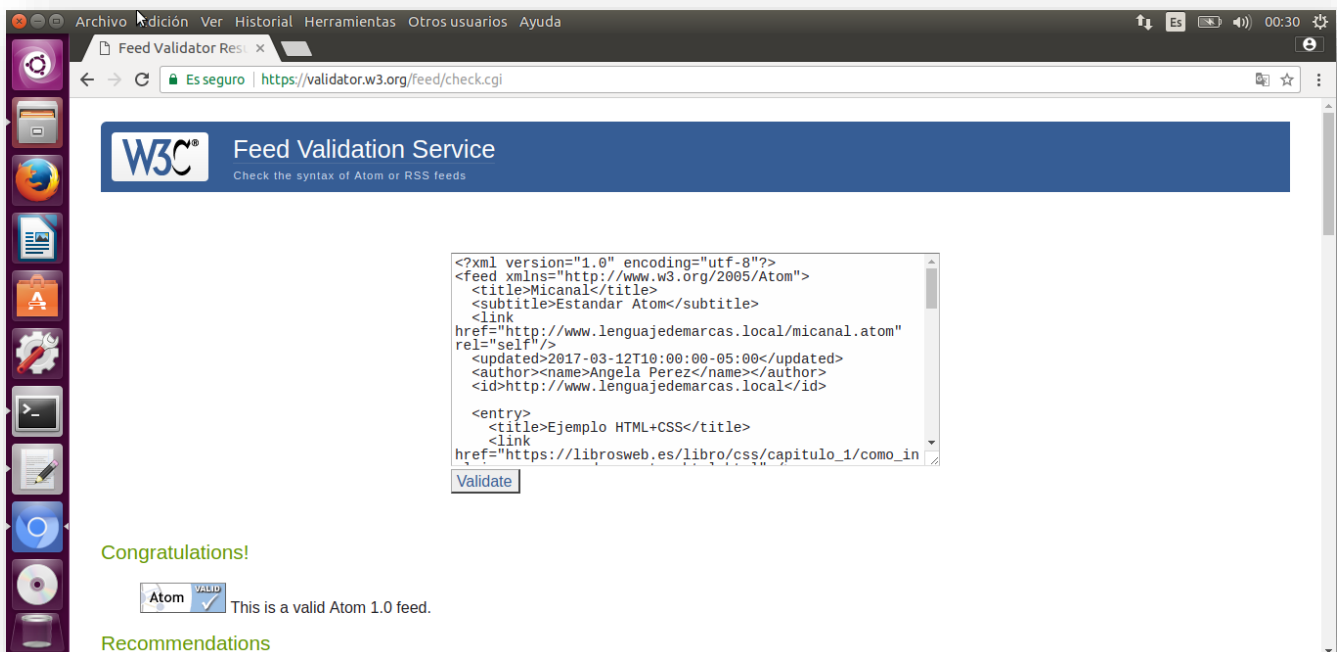 Archivo Edición Ver Historial Herramientas Otros usuarios Ayuda
Es
00:30
Feed Validator Res
Es seguro | https://validator.w3.org/feed/check.cgi
W3C®
Feed Validation Service
Check the syntax of Atom or RSS feeds
<?xml version="1.0" encoding="utf-8"?>
<feed xmlns="http://www.w3.org/2005/Atom">
<title>Micanal</title>
<subtitle>Estandar Atom</subtitle>
<link
href="http://www.lenguajedemarcas.local/micanal.atom"
rel="self"/>
<updated>2017-03-12T10:00:00-05:00</updated>
<author><name>Angela Perez</name></author>
<id>http://www.lenguajedemarcas.local</id>
<entry>
<title>Ejemplo HTML+CSS</title>
<link
href="https://librosweb.es/libro/css/capitulo_1/como_in
Validate
Congratulations!
Atom VALID
This is a valid Atom 1.0 feed.
Recommendations